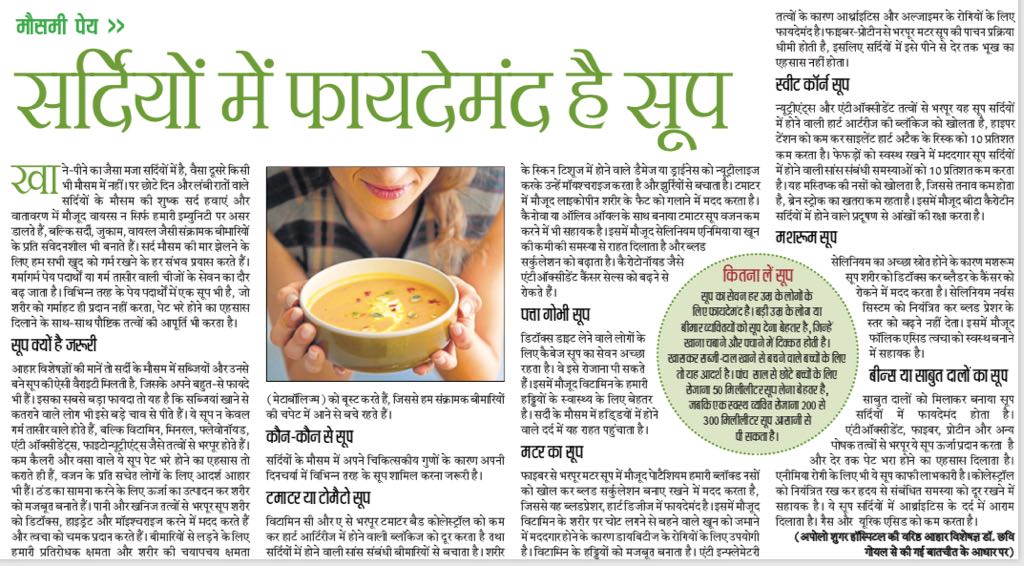 मौसमी पेय >>
सर्दियों में फायदेमंद है सूप
खाने-पीने का जैसा मजा सर्दियों में है, वैसा दूसरे किसी
भी मौसम में नहीं। पर छोटे दिन और लंबी रातों वाले
सर्दियों के मौसम की शुष्क सर्द हवाएं और
वातावरण में मौजूद वायरस न सिर्फ हमारी इम्युनिटी पर असर
डालते हैं, बल्कि सर्दी, जुकाम, वायरल जैसी संक्रामक बीमारियों
के प्रति संवेदनशील भी बनाते हैं। सर्द मौसम की मार झेलने के
लिए हम सभी खुद को गर्म रखने के हर संभव प्रयास करते हैं।
गर्मागर्म पेय पदार्थों या गर्म तासीर वाली चीजों के सेवन का दौर
बढ़ जाता है। विभिन्न तरह के पेय पदार्थों में एक सूप भी है, जो
शरीर को गर्माहट ही प्रदान नहीं करता, पेट भरे होने का एहसास
दिलाने के साथ-साथ पौष्टिक तत्वों की आपूर्ति भी करता है।
सूप क्यों है जरूरी
आहार विशेषज्ञों की मानें तो सर्दी के मौसम में सब्जियों और उनसे
बने सूप की ऐसी वैराइटी मिलती है, जिसके अपने बहुत-से फायदे
भी हैं। इसका सबसे बड़ा फायदा तो यह है कि सब्जियां खाने से
कतराने वाले लोग भी इसे बड़े चाव से पीते हैं। ये सूप न केवल
गर्म तासीर वाले होते हैं, बल्कि विटामिन, मिनरल, फ्लेवोनॉयड,
एंटी ऑक्सीडेंट्स, फाइटोन्यूट्रीएंट्स जैसे तत्वों से भरपूर होते हैं।
कम कैलरी और वसा वाले ये सूप पेट भरे होने का एहसास तो
कराते ही हैं, वजन के प्रति सचेत लोगों के लिए आदर्श आहार
भी हैं। ठंड का सामना करने के लिए ऊर्जा का उत्पादन कर शरीर
को मजबूत बनाते हैं। पानी और खनिज तत्वों से भरपूर सूप शरीर
को डिटॉक्स, हाइड्रेट और मॉइश्चराइज करने में मदद करते हैं
और त्वचा को चमक प्रदान करते हैं। बीमारियों से लड़ने के लिए
हमारी प्रतिरोधक क्षमता और शरीर की चयापचय क्षमता
(मेटाबॉलिज्म) को बूस्ट करते हैं, जिससे हम संक्रामक बीमारियों
की चपेट में आने से बचे रहते हैं।
कौन-कौन से सूप
सर्दियों के मौसम में अपने चिकित्सकीय गुणों के कारण अपनी
दिनचर्या में विभिन्न तरह के सूप शामिल करना जरूरी है।
टमाटर या टोमैटो सूप
विटामिन सी और ए से भरपूर टमाटर बैड कोलेस्ट्रॉल को कम
कर हार्ट आर्टिरीज में होने वाली ब्लॉकिज को दूर करता है तथा
सर्दियों में होने वाली सांस संबंधी बीमारियों से बचाता है। शरीर
के स्किन टिशूज में होने वाले डैमेज या ड्राईनेस को न्यूट्रीलाइज
करके उन्हें मॉयश्चराइज करता है और झुर्रियों से बचाता है। टमाटर
में मौजूद लाइकोपीन शरीर के फैट को गलाने में मदद करता है।
कैनोवा या ऑलिव ऑयल के साथ बनाया टमाटर सूप वजन कम
करने में भी सहायक है। इसमें मौजूद सेलिनियम एनिमिया या खून
की कमी की समस्या से राहत दिलाता है और ब्लड
सर्कुलेशन को बढ़ाता है। कैरोटोनॉयड जैसे
एंटीऑक्सीडेंट कैंसर सेल्स को बढ़ने से
रोकते हैं।
पत्ता गोभी सूप
डिटॉक्स डाइट लेने वाले लोगों के
लिए कैबेज सूप का सेवन अच्छा
रहता है। वे इसे रोजाना पी सकते
हैं। इसमें मौजूद विटामिन के हमारी
हड्डियों के स्वास्थ्य के लिए बेहतर
है। सर्दी के मौसम में हड्डियों में होने
वाले दर्द में यह राहत पहुंचाता है।
मटर का सूप
फाइबर से भरपूर मटर सूप में मौजूद पोटैशियम हमारी ब्लॉक्ड नसों
को खोल कर ब्लड सर्कुलेशन बनाए रखने में मदद करता है,
जिससे यह ब्लडप्रेशर, हार्ट डिजीज में फायदेमंद है। इसमें मौजूद
विटामिन के शरीर पर चोट लगने से बहने वाले खून को जमाने
में मददगार होने के कारण डायबिटीज के रोगियों के लिए उपयोगी
है। विटामिन के हड्डियों को मजबूत बनाता है। एंटी इन्फ्लेमेटरी
तत्वों के कारण आर्थ्राइटिस और अल्जाइमर के रोगियों के लिए
फायदेमंद है। फाइबर-प्रोटीन से भरपूर मटर सूप की पाचन प्रक्रिया
धीमी होती है, इसलिए सर्दियों में इसे पीने से देर तक भूख का
एहसास नहीं होता।
स्वीट कॉर्न सूप
न्यूट्रीएंट्स और एंटीऑक्सीडेंट तत्वों से भरपूर यह सूप सर्दियों
में होने वाली हार्ट आर्टरीज की ब्लॉकेज को खोलता है, हाइपर
टेंशन को कम कर साइलेंट हार्ट अटैक के रिस्क को 10 प्रतिशत
कम करता है। फेफड़ों को स्वस्थ रखने में मददगार सूप सर्दियों
में होने वाली सांस संबंधी समस्याओं को 10 प्रतिशत कम करता
है। यह मस्तिष्क की नसों को खोलता है, जिससे तनाव कम होता
है, ब्रेन स्ट्रोक का खतरा कम रहता है। इसमें मौजूद बीटा कैरोटीन
सर्दियों में होने वाले प्रदूषण से आंखों की रक्षा करता है।
मशरूम सूप
सेलिनियम का अच्छा स्रोत होने के कारण मशरूम
सूप शरीर को डिटॉक्स कर ब्लैडर के कैंसर को
रोकने में मदद करता है। सेलिनियम नर्वस
सिस्टम को नियंत्रित कर ब्लड प्रेशर के
स्तर को बढ़ने नहीं देता। इसमें मौजूद
फॉलिक एसिड त्वचा को स्वस्थ बनाने
में सहायक है।
बीन्स या साबुत दालों का सूप
साबुत दालों को मिलाकर बनाया सूप
सर्दियों में फायदेमंद होता है।
एंटीऑक्सीडेंट, फाइबर, प्रोटीन और अन्य
पोषक तत्वों से भरपूर ये सूप ऊर्जा प्रदान करता है
और देर तक पेट भरा होने का एहसास दिलाता है।
एनीमिया रोगी के लिए भी ये सूप काफी लाभकारी है। कोलेस्ट्रॉल
को नियंत्रित रख कर हृदय से संबंधित समस्या को दूर रखने में
सहायक है। ये सूप सर्दियों में आर्थ्राइटिस के दर्द में आराम
दिलाता है। गैस और यूरिक एसिड को कम करता है।
(अपोलो शुगर हॉस्पिटल की वरिष्ठ आहार विशेषज्ञ डॉ. छवि
गोयल से की गई बातचीत के आधार पर)
कितना लें सूप
सूप का सेवन हर उम्र के लोगों के
लिए फायदेमंद है। बड़ी उम्र के लोग या
बीमार व्यक्तियों को सूप देना बेहतर है, जिन्हें
खाना चबाने और पचाने में दिक्कत होती है।
खासकर सब्जी-दाल खाने से बचने वाले बच्चों के लिए
तो यह आदर्श है। पांच साल से छोटे बच्चों के लिए
रोजाना 50 मिलीलीटर सूप लेना बेहतर है,
जबकि एक स्वस्थ व्यक्ति रोजाना 200 से
300 मिलीलीटर सूप आसानी से
पी सकता है।